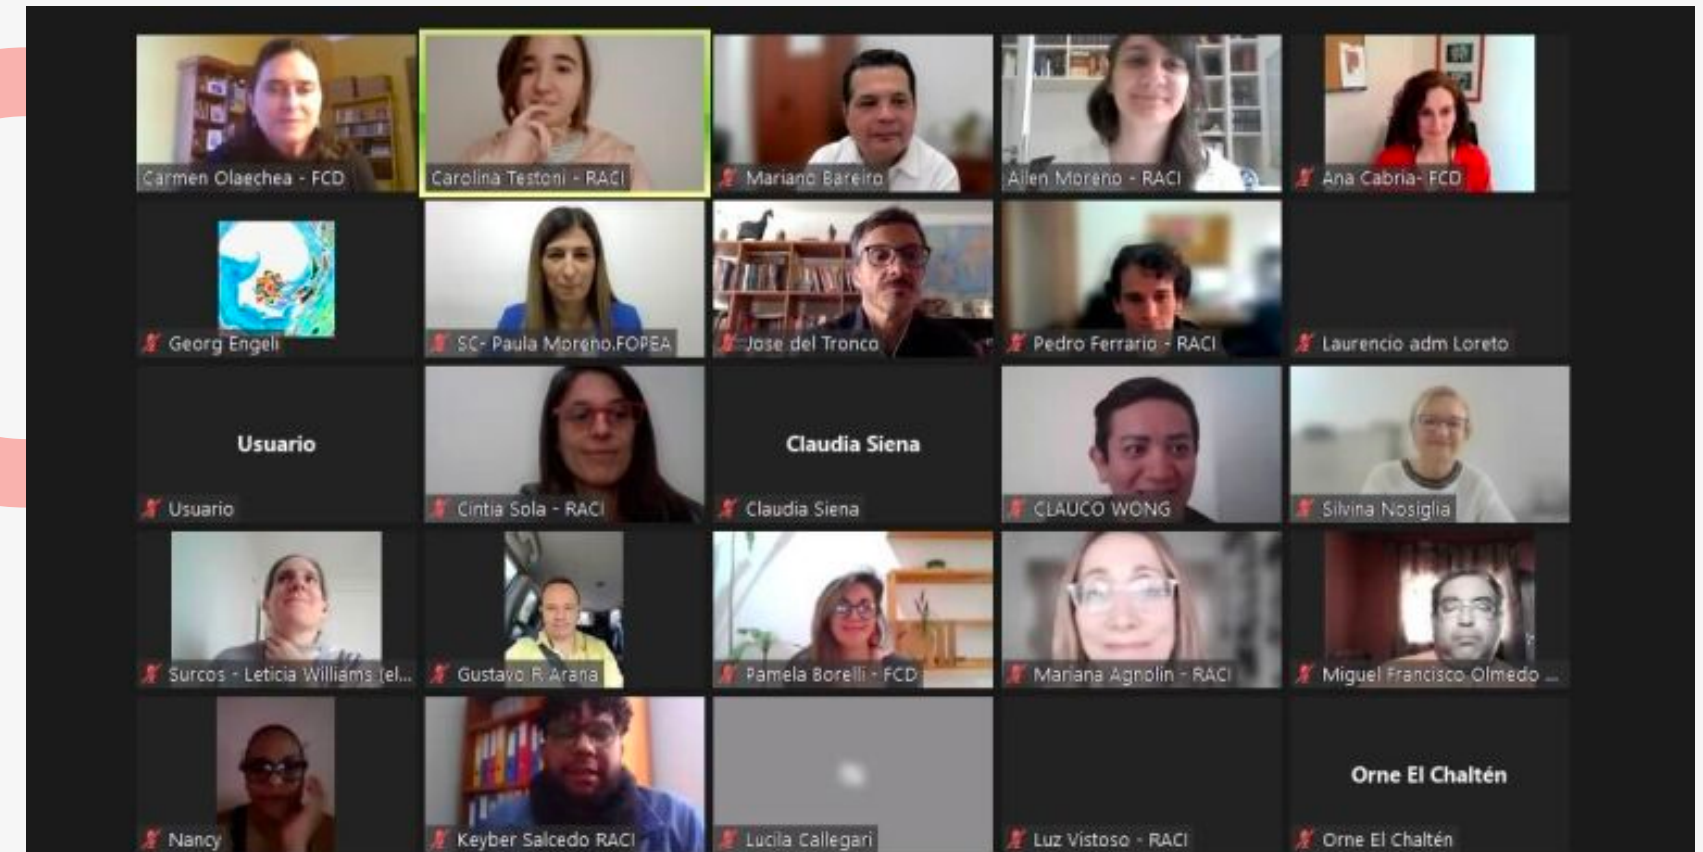 Carmen Olaechea - FCD
Carolina Testoni - RACI
Mariano Bareiro
Ailen Moreno - RACI
Ana Cabria- FCD
Georg Engeli
SC- Paula Moreno.FOPEA
Jose del Tronco
Pedro Ferrario - RACI
Laurencio adm Loreto
Usuario
Usuario
Cintia Sola - RACI
Claudia Siena
Claudia Siena
CLAUCO WONG
Silvina Nosiglia
Surcos - Leticia Williams (el...
Gustavo R Arana
Pamela Borelli - FCD
Mariana Agnolin - RACI
Miguel Francisco Olmedo ...
Nancy
Keyber Salcedo RACI
Lucila Callegari
Luz Vistoso - RACI
Orne El Chaltén
Orne El Chaltén